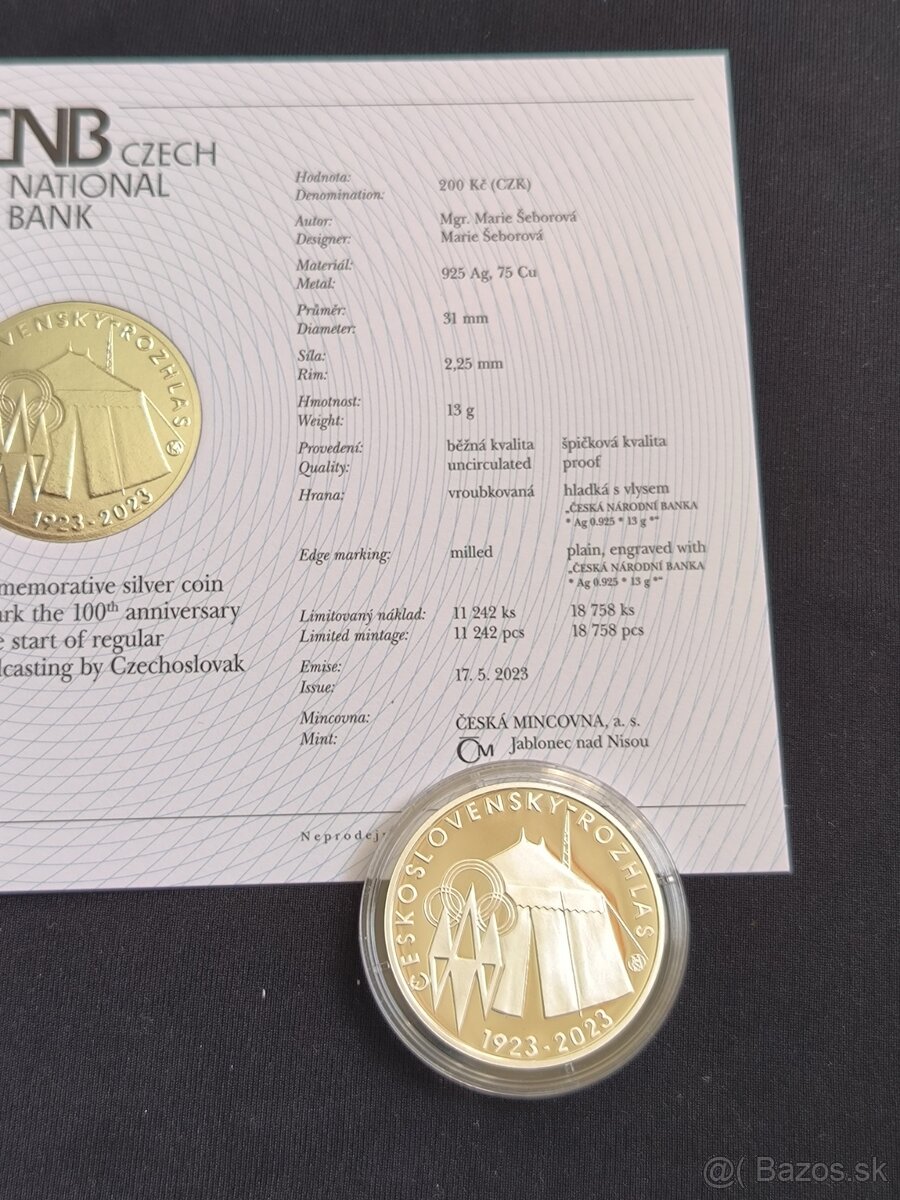 ČNB CZECH
NATIONAL
BANK
VENSKÝ ROZHLAS
1923-2023
memorative silver coin
ark the 100th anniversary
e start of regular
dcasting by Czechoslovak
Hodnota:
Denomination: 200 Kč (CZK)
Autor: Mgr. Marie Šeborová
Designer: Marie Šeborová
Materiál:
Metal: 925 Ag, 75 Cu
Průměr:
Diameter: 31 mm
Síla:
Rim: 2,25 mm
Hmotnost:
Weight: 13 g
Provedení: běžná kvalita špičková kvalita
Quality: uncirculated proof
Hrana: vroubkovaná hladká s vlysem
„ČESKÁ NÁRODNÍ BANKA
* Ag 0.925 * 13 g *“
Edge marking: milled plain, engraved with
„ČESKÁ NÁRODNÍ BANKA
* Ag 0.925 * 13 g *“
Limitovaný náklad: 11 242 ks 18 758 ks
Limited mintage: 11 242 pcs 18 758 pcs
Emise:
Issue: 17. 5. 2023
Mincovna: ČESKÁ MINCOVNA, a. s.
Mint: ČM Jablonec nad Nisou
Neprodej
ČESKOSLOVENSKÝ ROZHLAS
1923-2023
@( Bazos.sk